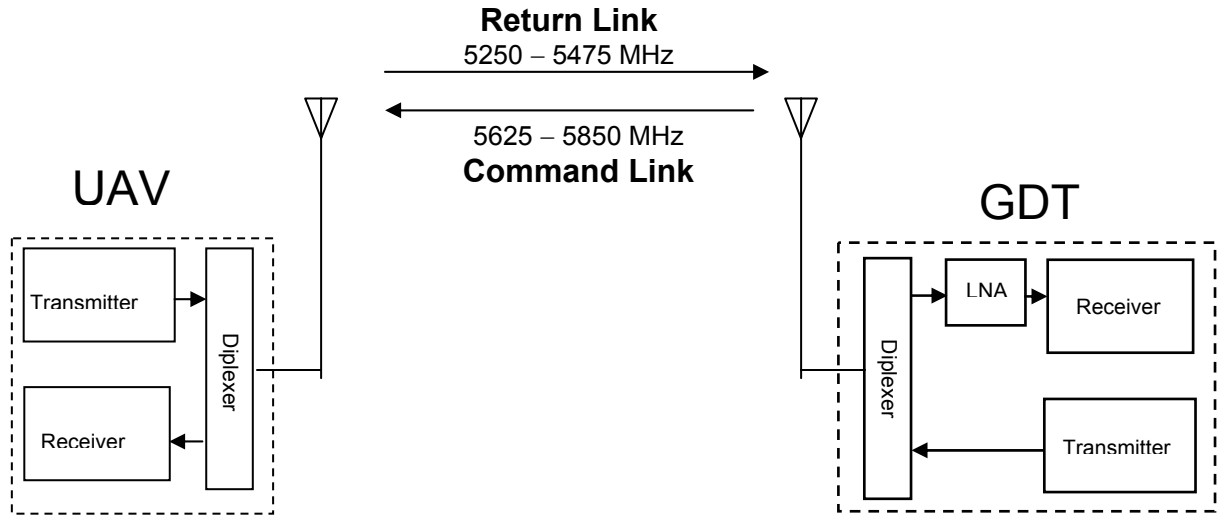 Return Link
5250 – 5475 MHz
5625 – 5850 MHz
Command Link
UAV
GDT
Transmitter
Receiver
Diplexer
Diplexer
LNA
Receiver
Transmitter